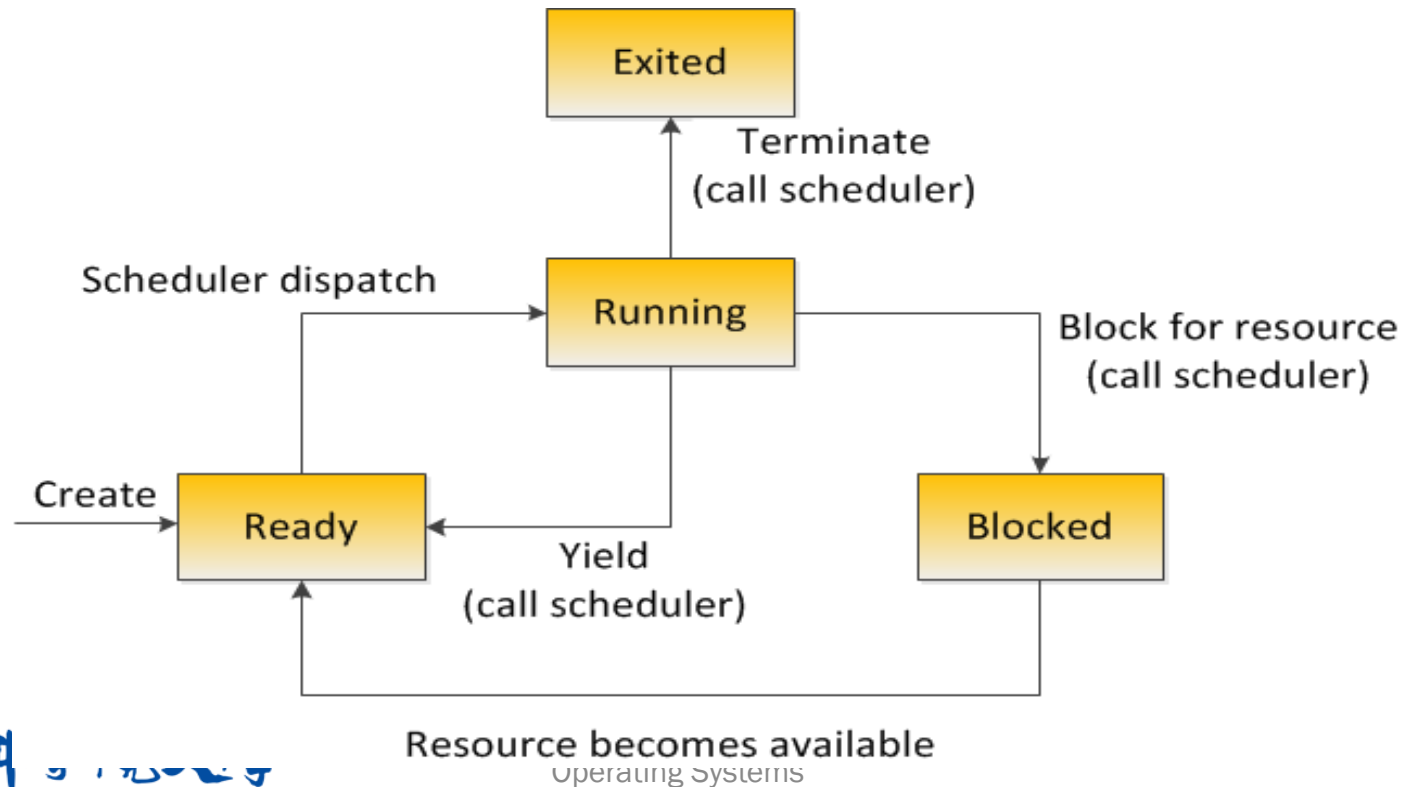 Exited
Terminate
(call scheduler)
Scheduler dispatch
Running
Block for resource
(call scheduler)
Create
Ready
Blocked
Yield
(call scheduler)
Resource becomes available
Operating Systems